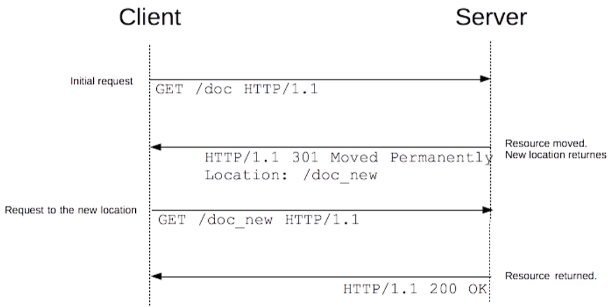 Client
Server
Initial request
GET /doc HTTP/1.1
Resource moved.
New location returnes
HTTP/1.1 301 Moved Permanently
Location: /doc_new
Request to the new location
GET /doc_new HTTP/1.1
Resource returned.
HTTP/1.1 200 OK